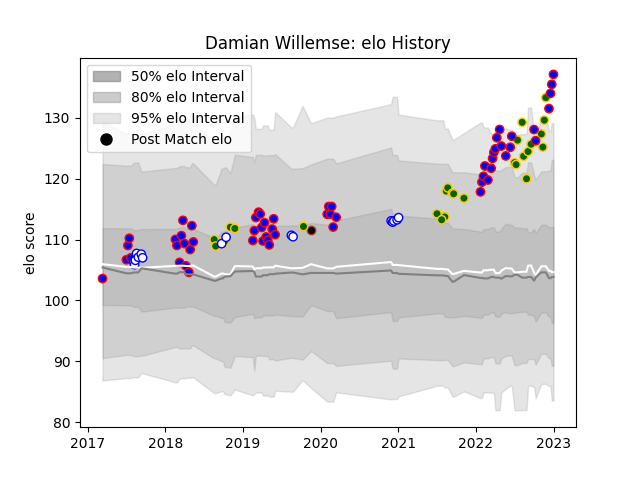 Damian Willemse: elo History
50% elo Interval
80% elo Interval
95% elo Interval
Post Match elo
elo score
130
120
110
100
90
80
2017
2018
2019
2020
2021
2022
2023